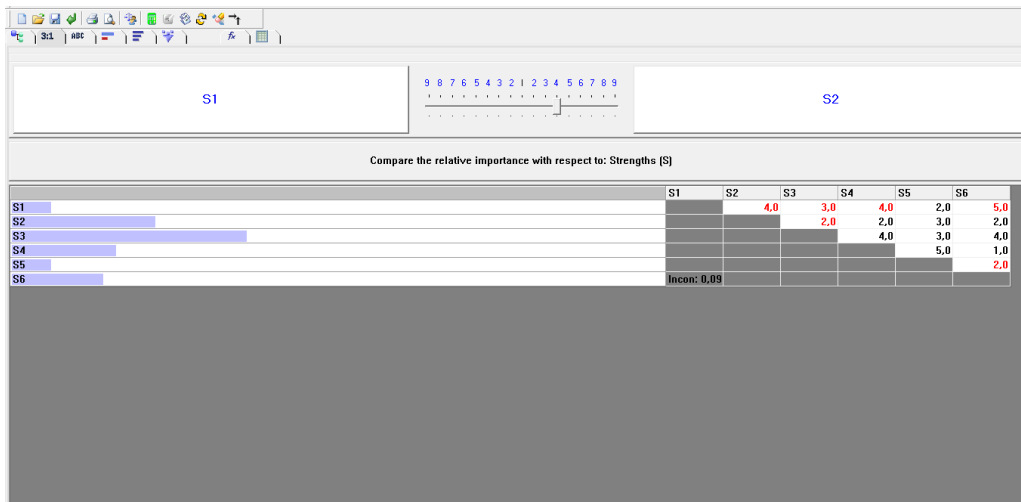 3:1 ABC fx
9 8 7 6 5 4 3 2 1 2 3 4 5 6 7 8 9
S1 S2
Compare the relative importance with respect to: Strengths (S)
S1 S2 S3 S4 S5 S6
S1 4,0 3,0 4,0 2,0 5,0
S2 2,0 2,0 3,0 2,0
S3 4,0 3,0 4,0
S4 5,0 1,0
S5 2,0
S6 Incon: 0,09